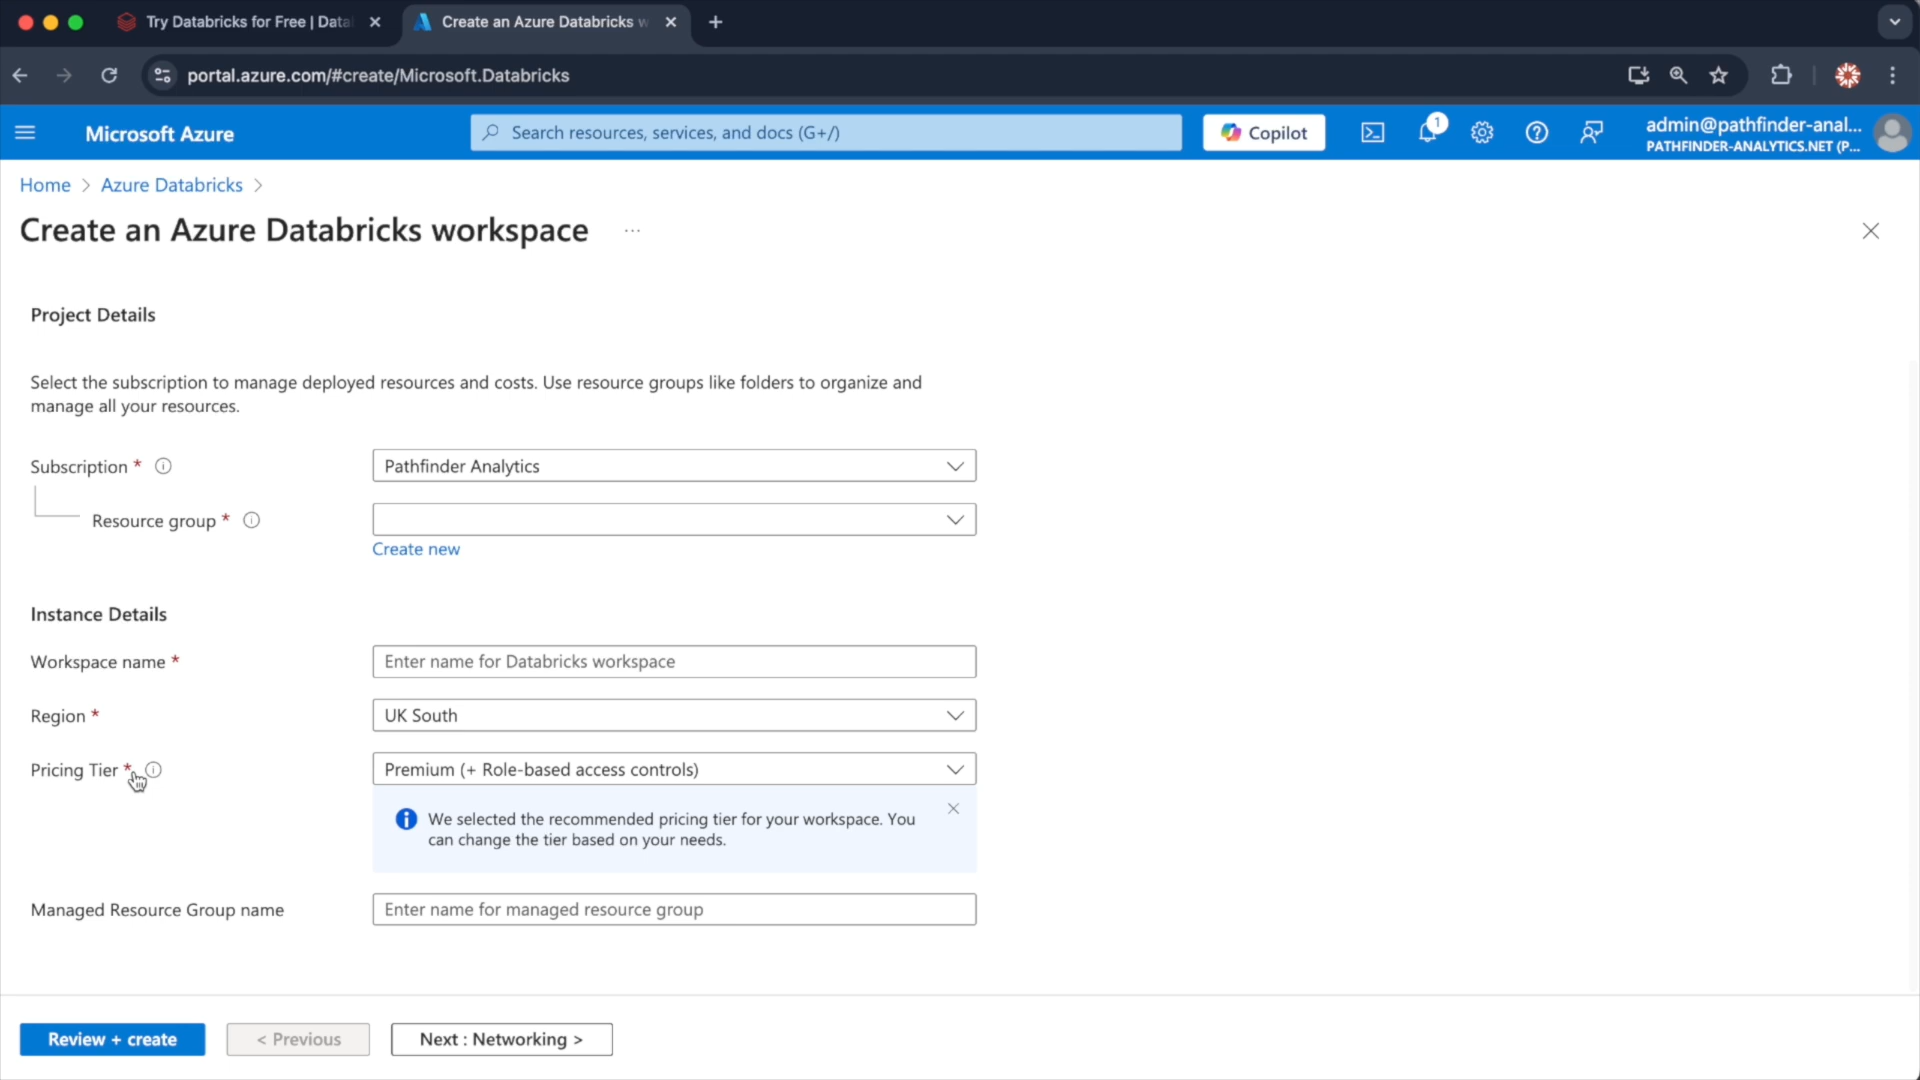 Try Databricks for Free | Data
Create an Azure Databricks w
portal.azure.com/#create/Microsoft.Databricks
Microsoft Azure
Search resources, services, and docs (G+/)
Copilot
1
admin@pathfinder-anal...
PATHFINDER-ANALYTICS.NET (P...
Home > Azure Databricks >
Create an Azure Databricks workspace ...
Project Details
Select the subscription to manage deployed resources and costs. Use resource groups like folders to organize and
manage all your resources.
Subscription *
Pathfinder Analytics
Resource group *
Create new
Instance Details
Workspace name *
Enter name for Databricks workspace
Region *
UK South
Pricing Tier *
Premium (+ Role-based access controls)
We selected the recommended pricing tier for your workspace. You
can change the tier based on your needs.
Managed Resource Group name
Enter name for managed resource group
Review + create
< Previous
Next : Networking >